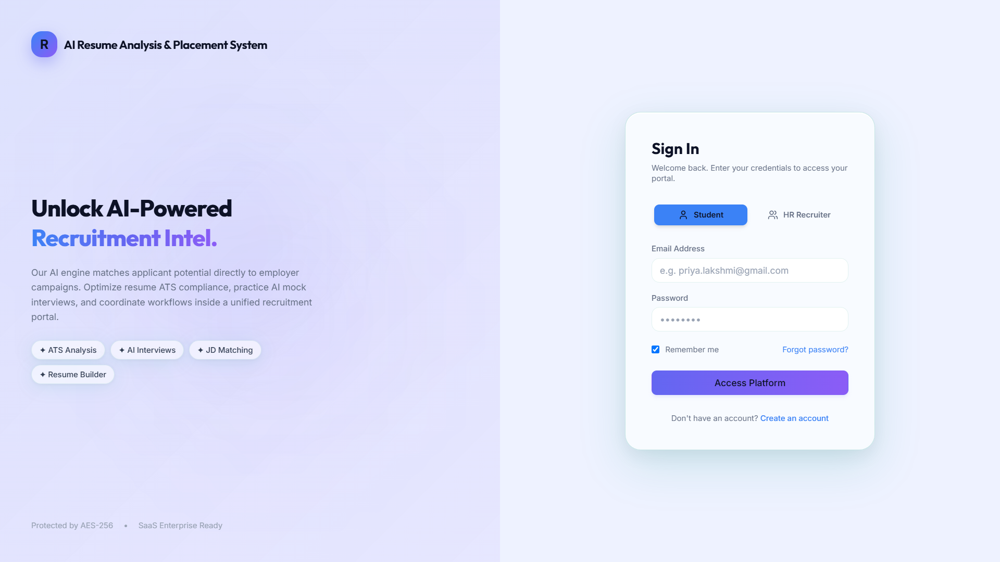 R
AI Resume Analysis & Placement System
Unlock AI-Powered
Recruitment Intel.
Our AI engine matches applicant potential directly to employer
campaigns. Optimize resume ATS compliance, practice AI mock
interviews, and coordinate workflows inside a unified recruitment
portal.
✦ ATS Analysis
✦ AI Interviews
✦ JD Matching
✦ Resume Builder
Protected by AES-256 • SaaS Enterprise Ready
Sign In
Welcome back. Enter your credentials to access your
portal.
Student
HR Recruiter
Email Address
e.g. priya.lakshmi@gmail.com
Password
••••••••
Remember me
Forgot password?
Access Platform
Don't have an account? Create an account